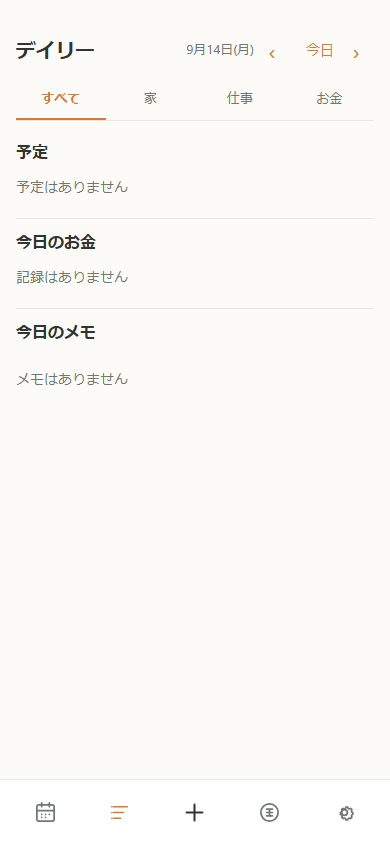 デイリー 9月14日(月) ‹ 今日 ›
すべて 家 仕事 お金
予定
予定はありません
今日のお金
記録はありません
今日のメモ
メモはありません